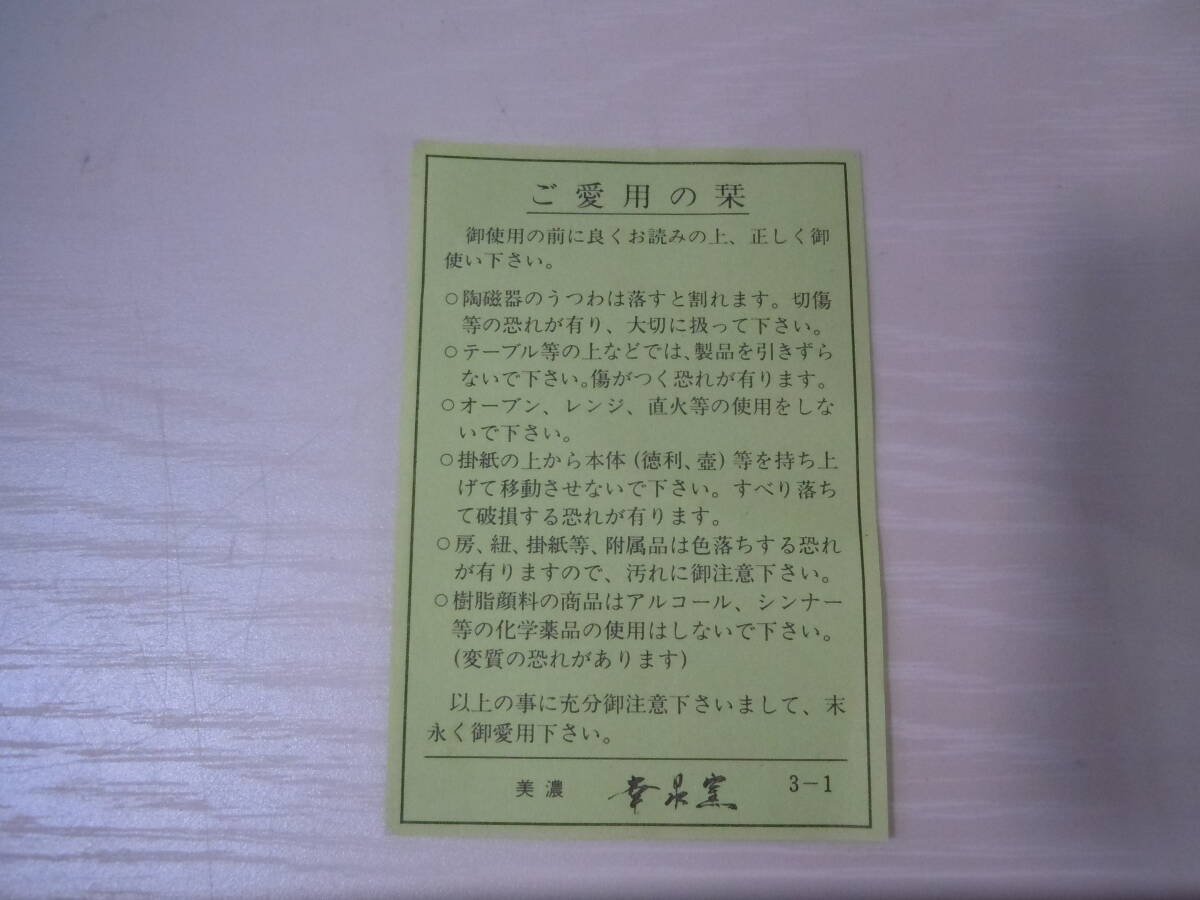 ご愛用の栞
御使用の前に良くお読みの上、正しく御
使い下さい。
○陶磁器のうつわは落すと割れます。切傷
等の恐れが有り、大切に扱って下さい。
○テーブル等の上などでは、製品を引きずら
ないで下さい。傷がつく恐れが有ります。
○オーブン、レンジ、直火等の使用をしな
いで下さい。
○掛紙の上から本体(徳利、壺)等を持ち上
げて移動させないで下さい。すべり落ち
て破損する恐れが有ります。
○房、紐、掛紙等、附属品は色落ちする恐れ
が有りますので、汚れに御注意下さい。
○樹脂顔料の商品はアルコール、シンナー
等の化学薬品の使用はしないで下さい。
(変質の恐れがあります)
以上の事に充分御注意下さいまして、末
永く御愛用下さい。
美濃 幸泉窯 3-1